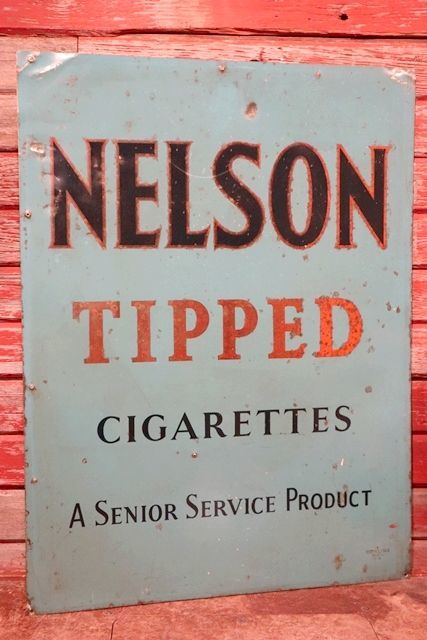 NELSON
TIPPED
CIGARETTES
A SENIOR SERVICE PRODUCT